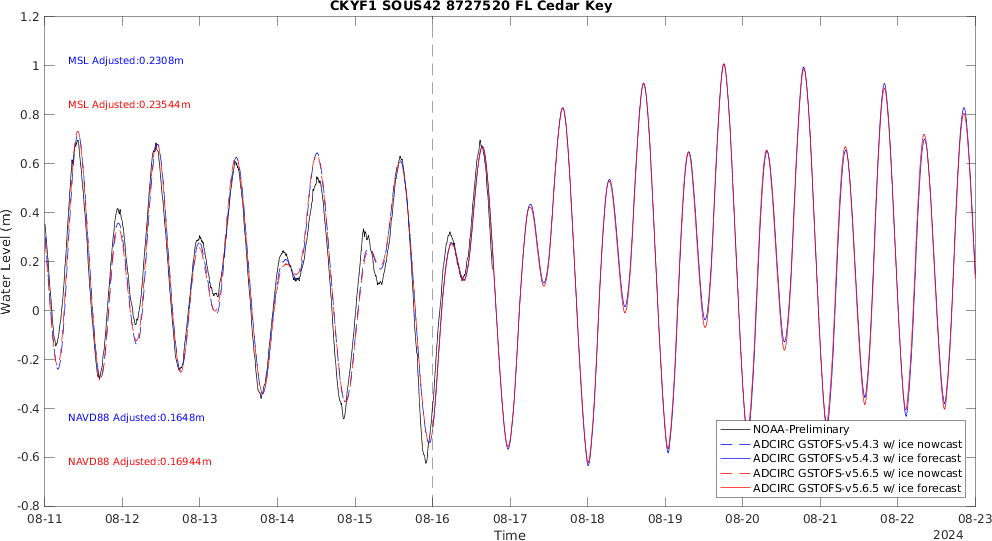 CKYF1 SOUS42 8727520 FL Cedar Key
1.2
1
0.8
0.6
0.4
0.2
0
-0.2
-0.4
-0.6
-0.8
Water Level (m)
MSL Adjusted:0.2308m
MSL Adjusted:0.23544m
NAVD88 Adjusted:0.1648m
NAVD88 Adjusted:0.16944m
NOAA-Preliminary
ADCIRC GSTOFS-v5.4.3 w/ ice nowcast
ADCIRC GSTOFS-v5.4.3 w/ ice forecast
ADCIRC GSTOFS-v5.6.5 w/ ice nowcast
ADCIRC GSTOFS-v5.6.5 w/ ice forecast
08-11 08-12 08-13 08-14 08-15 08-16 08-17 08-18 08-19 08-20 08-21 08-22 08-23
Time
2024